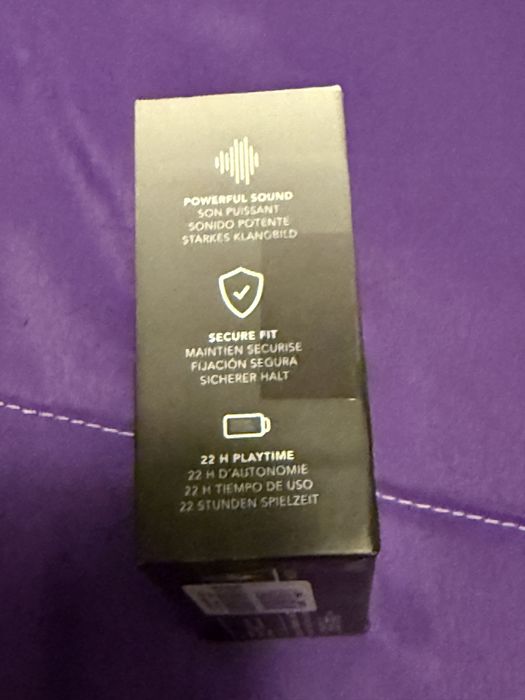 POWERFUL SOUND
SON PUISSANT
SONIDO POTENTE
STARKES KLANGBILD
SECURE FIT
MAINTIEN SECURISE
FIJACIÓN SEGURA
SICHERER HALT
22 H PLAYTIME
22 H D'AUTONOMIE
22 H TIEMPO DE USO
22 STUNDEN SPIELZEIT